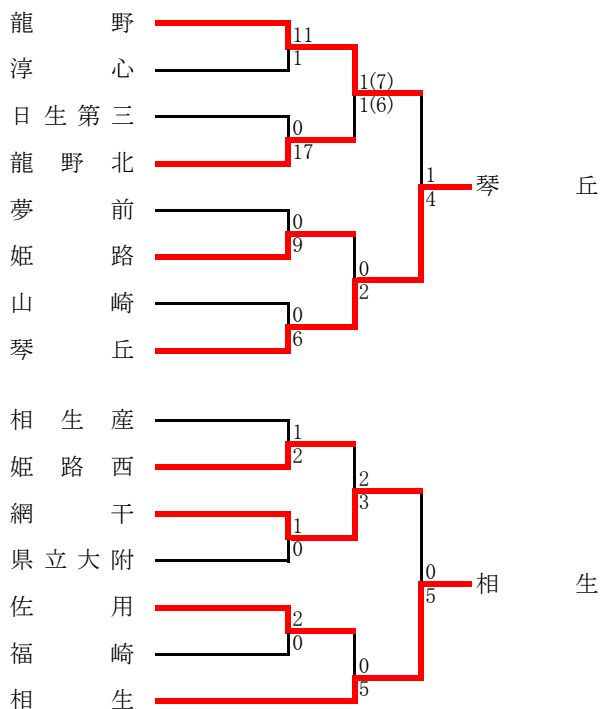 龍野
11
淳心
1
1(7)
1(6)
日生第三
0
龍野北
17
1
琴丘
4
夢前
0
姫路
9
0
2
山崎
0
琴丘
6
相生産
1
姫路西
2
2
3
網干
1
県立大附
0
0
相生
5
佐用
2
福崎
0
0
5
相生